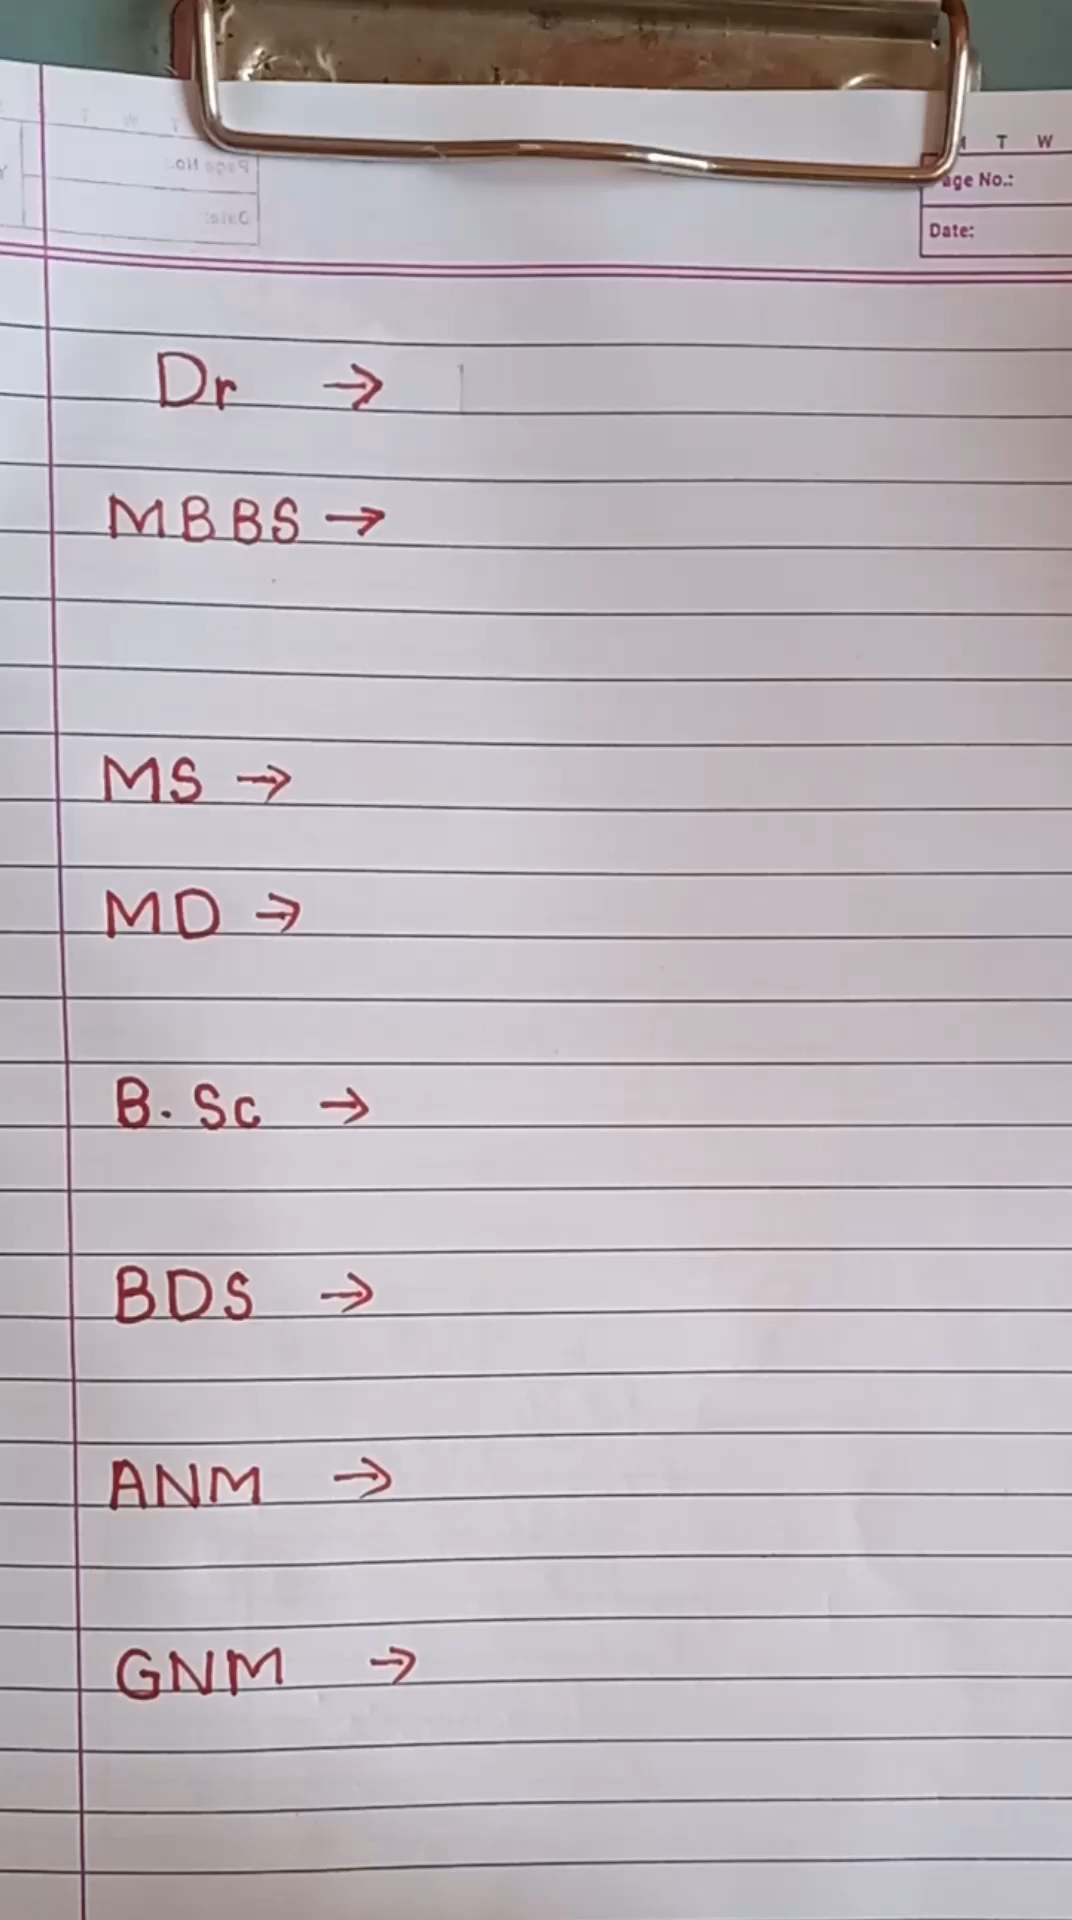 T W
Page No.:
Date:
Dr →
MBBS →
MS →
MD →
B.Sc →
BDS →
ANM →
GNM →